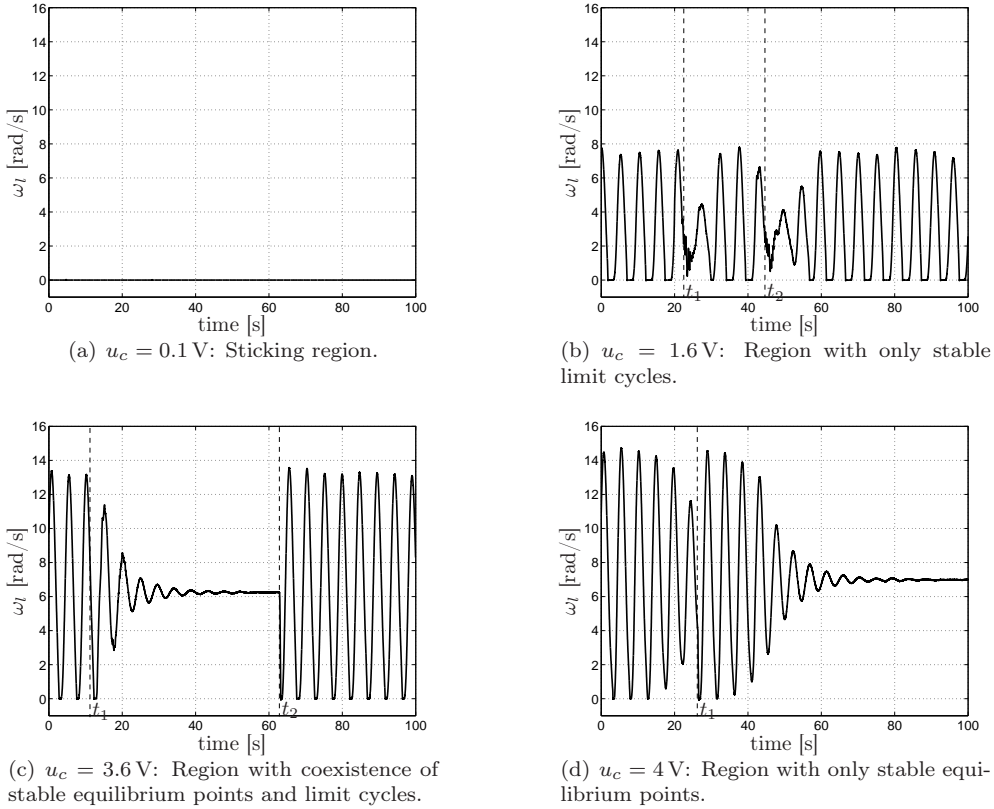 16
14
12
10
8
6
4
2
0
ω_l [rad/s]
0 20 40 60 80 100
time [s]
(a) u_c = 0.1 V: Sticking region.
16
14
12
10
8
6
4
2
0
ω_l [rad/s]
t_1 t_2
0 20 40 60 80 100
time [s]
(b) u_c = 1.6 V: Region with only stable
limit cycles.
16
14
12
10
8
6
4
2
0
ω_l [rad/s]
t_1 t_2
0 20 40 60 80 100
time [s]
(c) u_c = 3.6 V: Region with coexistence of
stable equilibrium points and limit cycles.
16
14
12
10
8
6
4
2
0
ω_l [rad/s]
t_1
0 20 40 60 80 100
time [s]
(d) u_c = 4 V: Region with only stable equi-
librium points.